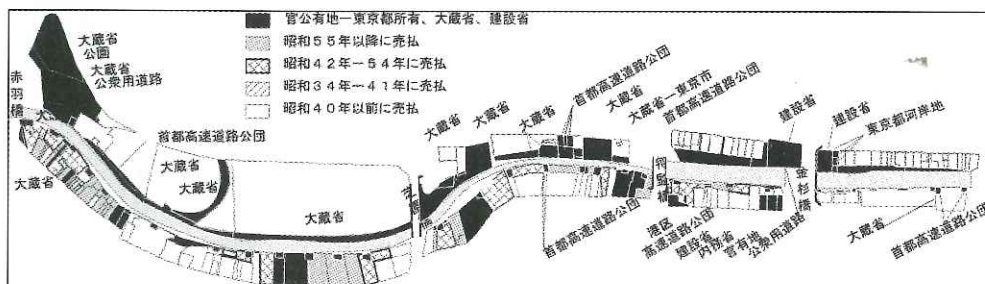 官公有地ー東京都所有、大蔵省、建設省
昭和55年以降に売払
昭和42年ー54年に売払
昭和34年ー41年に売払
昭和40年以前に売払
大蔵省
公園
大蔵省
公衆用道路
赤羽橋
大
首都高速道路公団
大蔵省
大蔵省
大蔵省
大蔵省
大蔵省
大蔵省
大蔵省
首都高速道路公団
大蔵省
大蔵省ー東京市
首都高速道路公団
建設省
建設省
東京都河岸地
金杉橋
首都高速道路公団
港区
高速道路公団
建設省
内務省
官有地
公衆用道路
大蔵省
首都高速道路公団